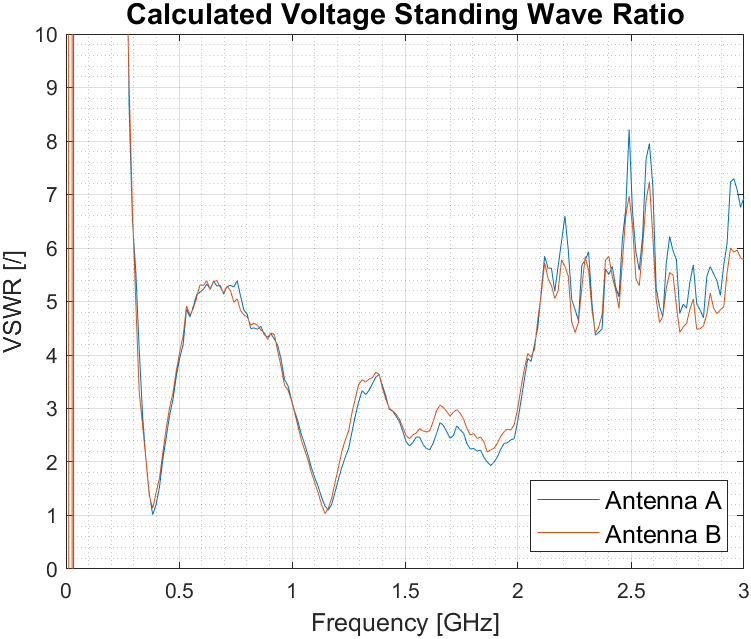 Calculated Voltage Standing Wave Ratio
10
9
8
7
6
5
4
3
2
1
0
VSWR [/]
Antenna A
Antenna B
0 0.5 1 1.5 2 2.5 3
Frequency [GHz]